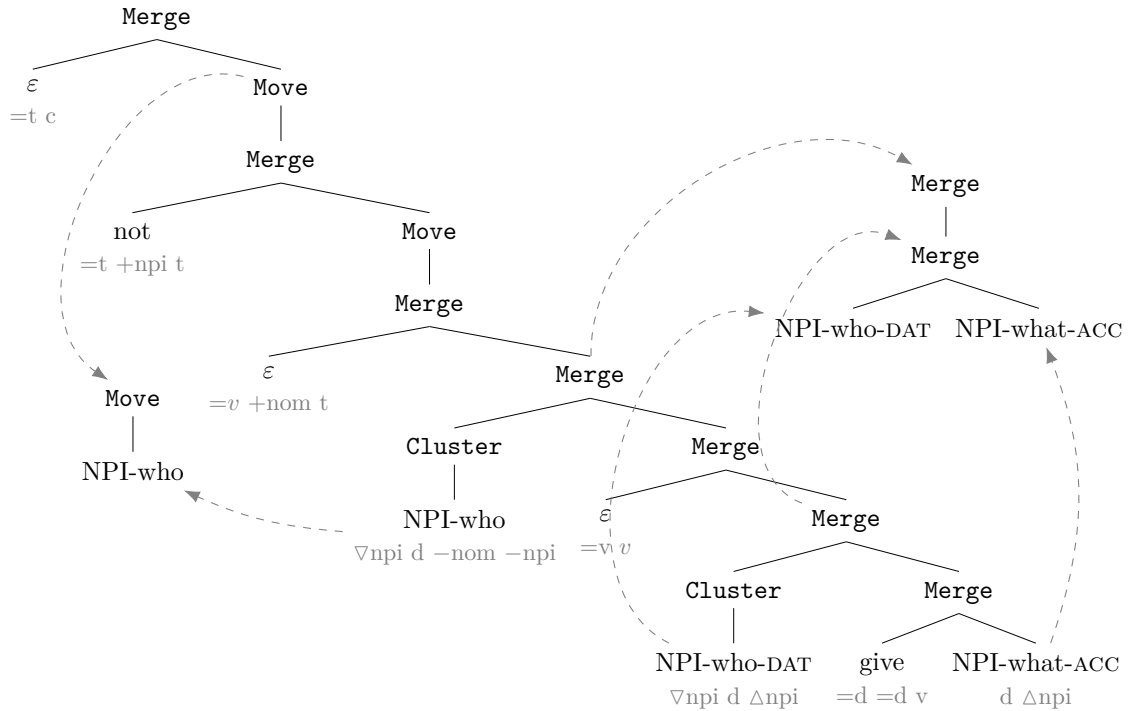 Merge
ε
=t c
Move
Merge
Merge
not
=t +npi t
Move
Merge
Merge
NPI-who-DAT NPI-what-ACC
ε
=v +nom t
Merge
Move
Cluster
Merge
NPI-who
NPI-who
▽npi d −nom −npi
ε
=v v
Merge
Cluster
Merge
NPI-who-DAT
▽npi d △npi
give
=d =d v
NPI-what-ACC
d △npi